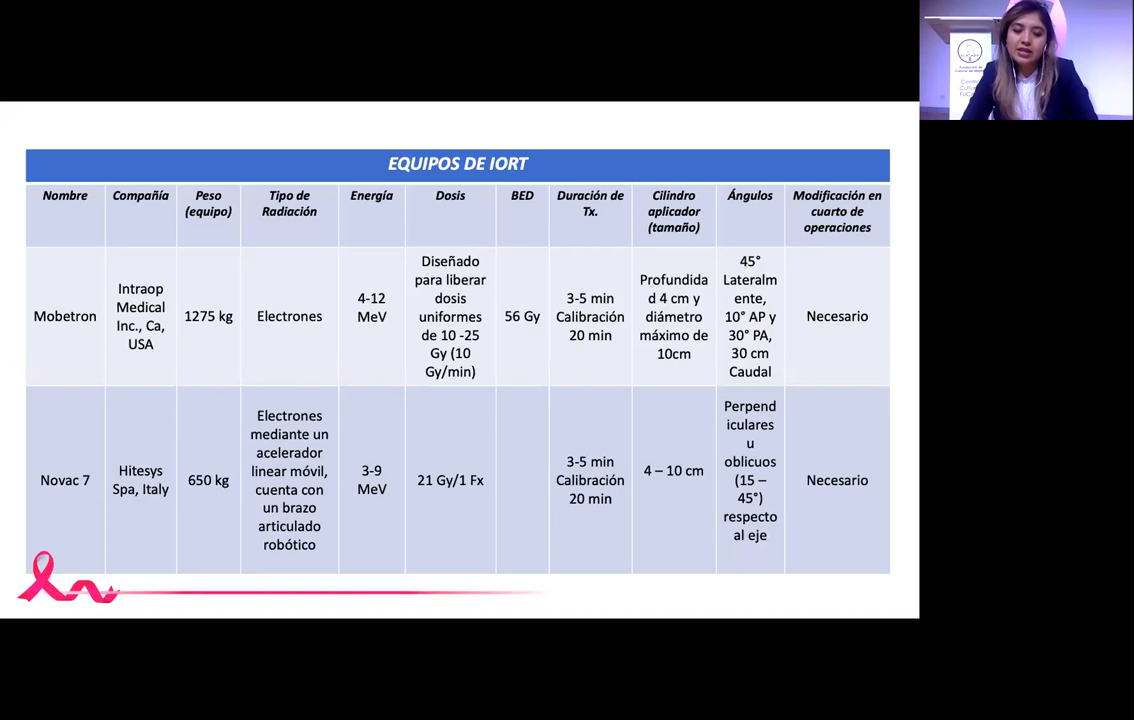 EQUIPOS DE IORT
Nombre
Compañía
Peso
(equipo)
Tipo de
Radiación
Energía
Dosis
BED
Duración de
Tx.
Cilindro
aplicador
(tamaño)
Ángulos
Modificación en
cuarto de
operaciones
Mobetron
Intraop
Medical
Inc., Ca,
USA
1275 kg
Electrones
4-12
MeV
Diseñado
para liberar
dosis
uniformes
de 10 -25
Gy (10
Gy/min)
56 Gy
3-5 min
Calibración
20 min
Profundida
d 4 cm y
diámetro
máximo de
10cm
45°
Lateralm
ente,
10° AP y
30° PA,
30 cm
Caudal
Necesario
Novac 7
Hitesys
Spa, Italy
650 kg
Electrones
mediante un
acelerador
linear móvil,
cuenta con
un brazo
articulado
robótico
3-9
MeV
21 Gy/1 Fx
3-5 min
Calibración
20 min
4 – 10 cm
Perpend
iculares
u
oblicuos
(15 –
45°)
respecto
al eje
Necesario